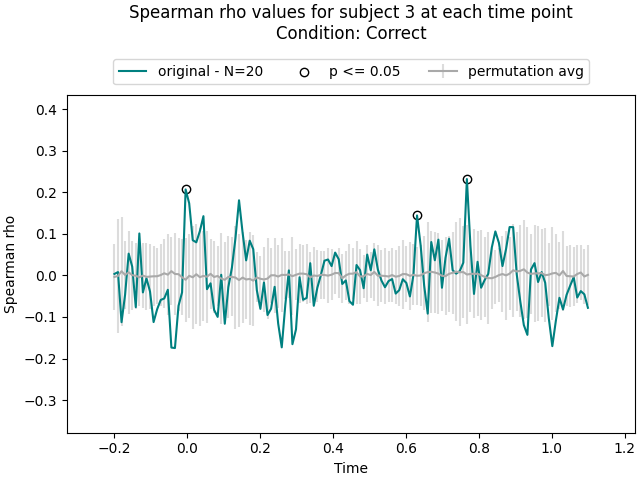 Spearman rho values for subject 3 at each time point
Condition: Correct
original - N=20
p <= 0.05
permutation avg
0.4
0.3
0.2
0.1
0.0
−0.1
−0.2
−0.3
Spearman rho
−0.2
0.0
0.2
0.4
0.6
0.8
1.0
1.2
Time